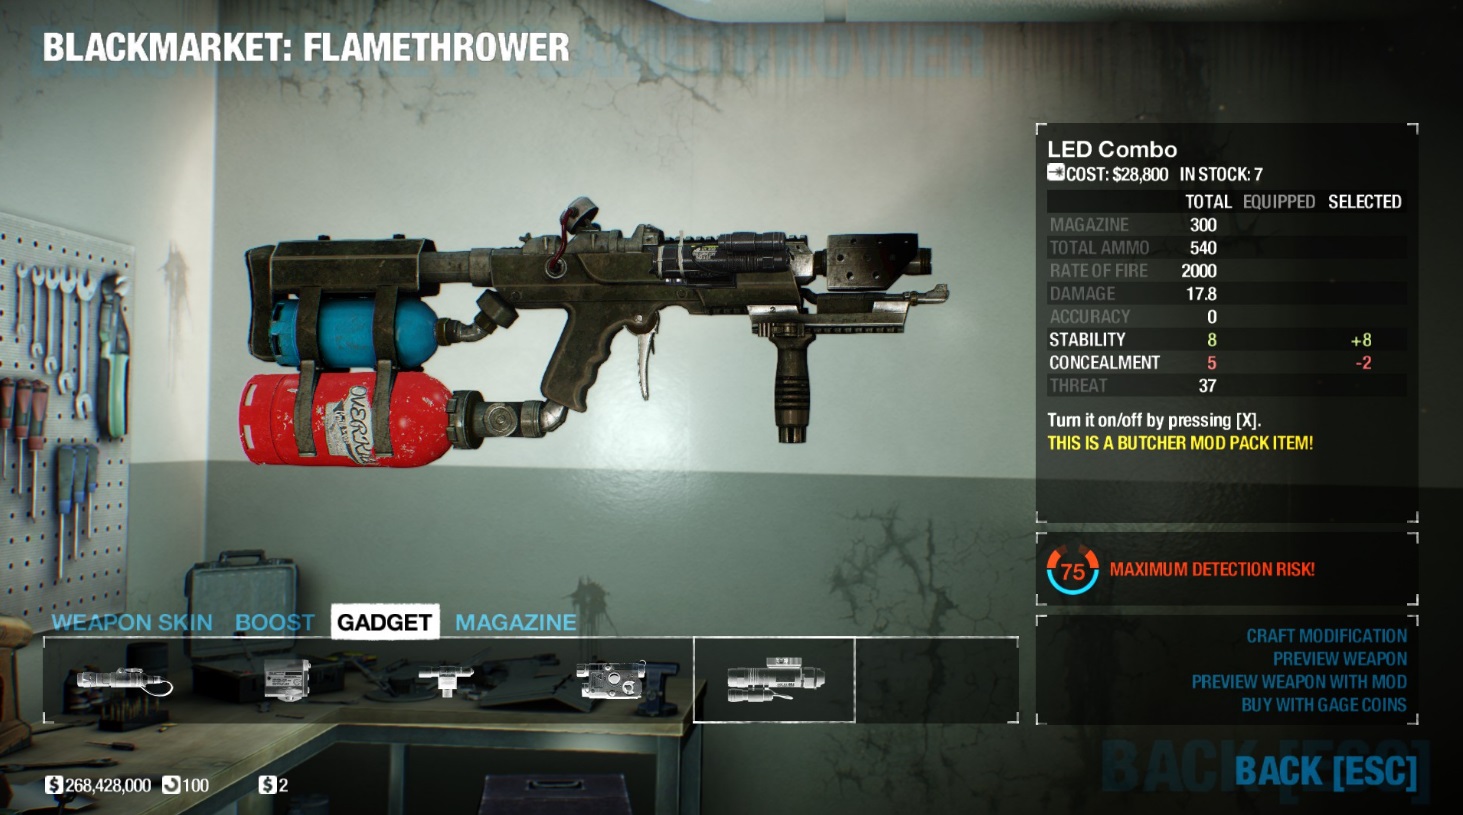 BLACKMARKET: FLAMETHROWER
LED Combo
COST: $28,800 IN STOCK: 7
TOTAL EQUIPPED SELECTED
MAGAZINE 300
TOTAL AMMO 540
RATE OF FIRE 2000
DAMAGE 17.8
ACCURACY 0
STABILITY 8 +8
CONCEALMENT 5 -2
THREAT 37
Turn it on/off by pressing [X].
THIS IS A BUTCHER MOD PACK ITEM!
75 MAXIMUM DETECTION RISK!
OVERKILL
WEAPON SKIN BOOST GADGET MAGAZINE
CRAFT MODIFICATION
PREVIEW WEAPON
PREVIEW WEAPON WITH MOD
BUY WITH GAGE COINS
$268,428,000 100 $2
BACK [ESC]